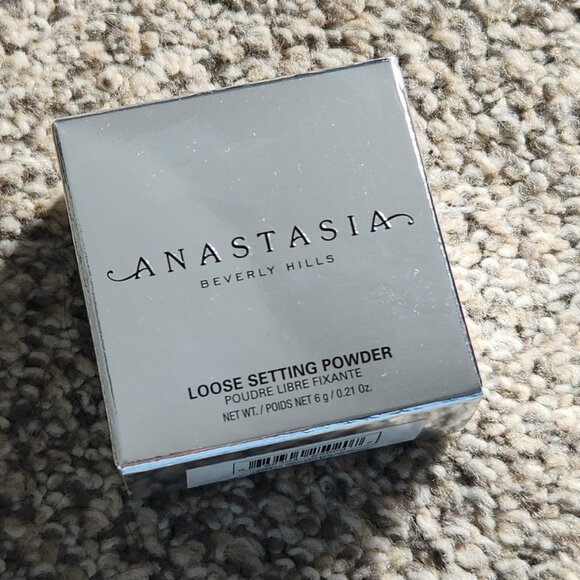 ANASTASIA
BEVERLY HILLS
LOOSE SETTING POWDER
POUDRE LIBRE FIXANTE
NET WT. / POIDS NET 6 g / 0.21 Oz.